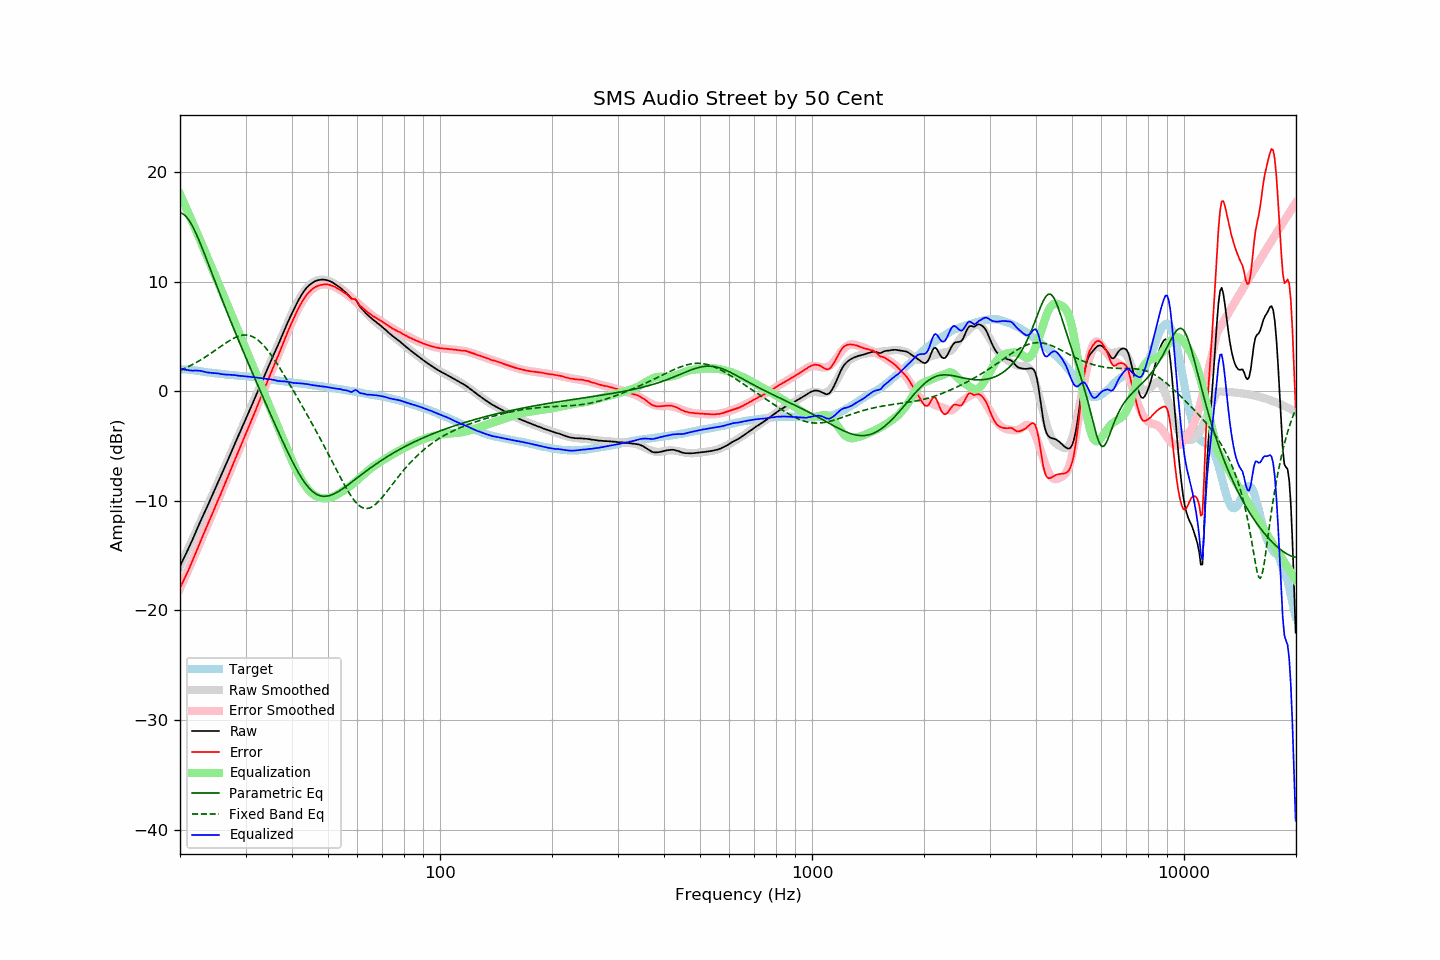 SMS Audio Street by 50 Cent
Amplitude (dBr)
20
10
0
−10
−20
−30
−40
Target
Raw Smoothed
Error Smoothed
Raw
Error
Equalization
Parametric Eq
Fixed Band Eq
Equalized
100
1000
10000
Frequency (Hz)